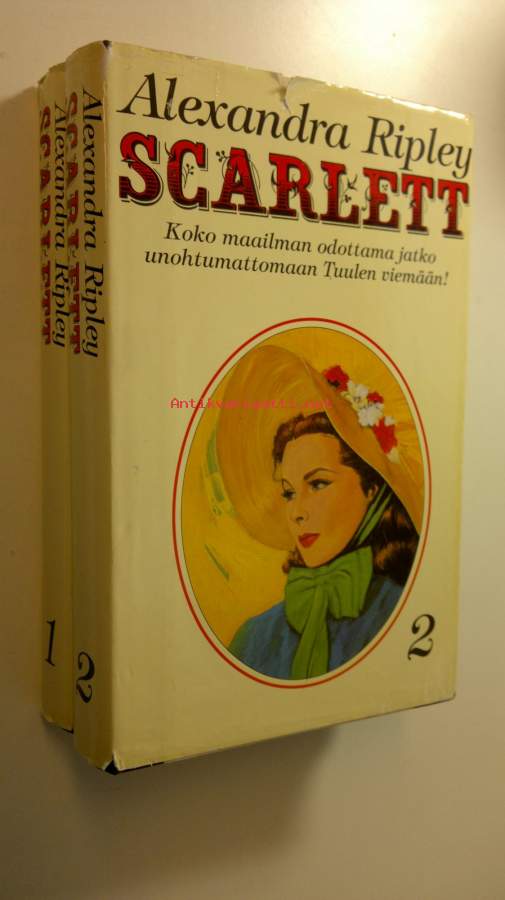 Alexandra Ripley
SCARLETT
Koko maailman odottama jatko
unohtumattomaan Tuulen viemään!
Antikvariaatti.net
2
Alexandra Ripley
SCARLETT
2
Alexandra Ripley
SCARLETT
1